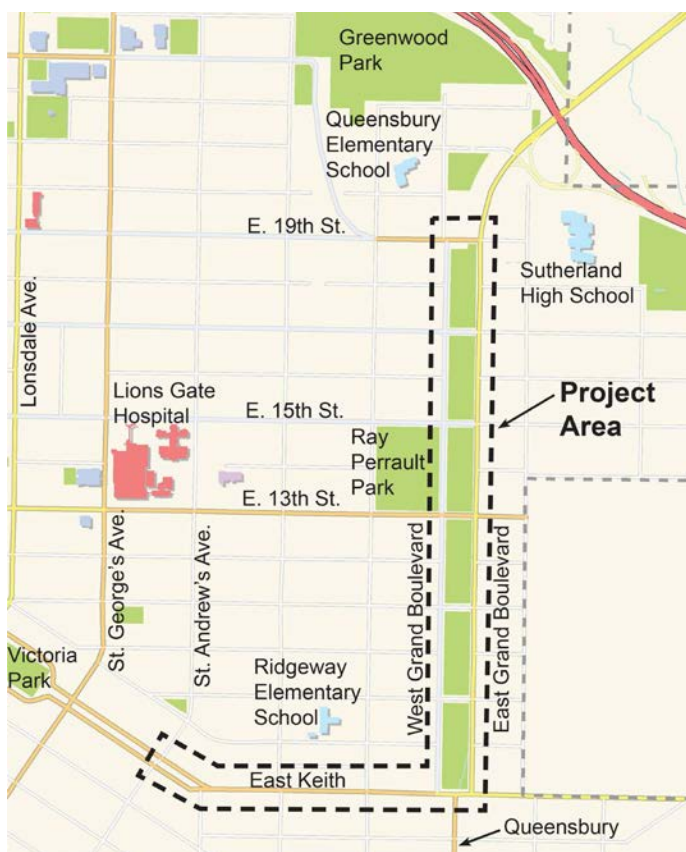 Greenwood
Park
Queensbury
Elementary
School
E. 19th St.
Sutherland
High School
Lonsdale Ave.
Lions Gate
Hospital
E. 15th St.
Project
Area
Ray
Perrault
Park
E. 13th St.
St. George's Ave.
St. Andrew's Ave.
West Grand Boulevard
East Grand Boulevard
Victoria
Park
Ridgeway
Elementary
School
East Keith
Queensbury